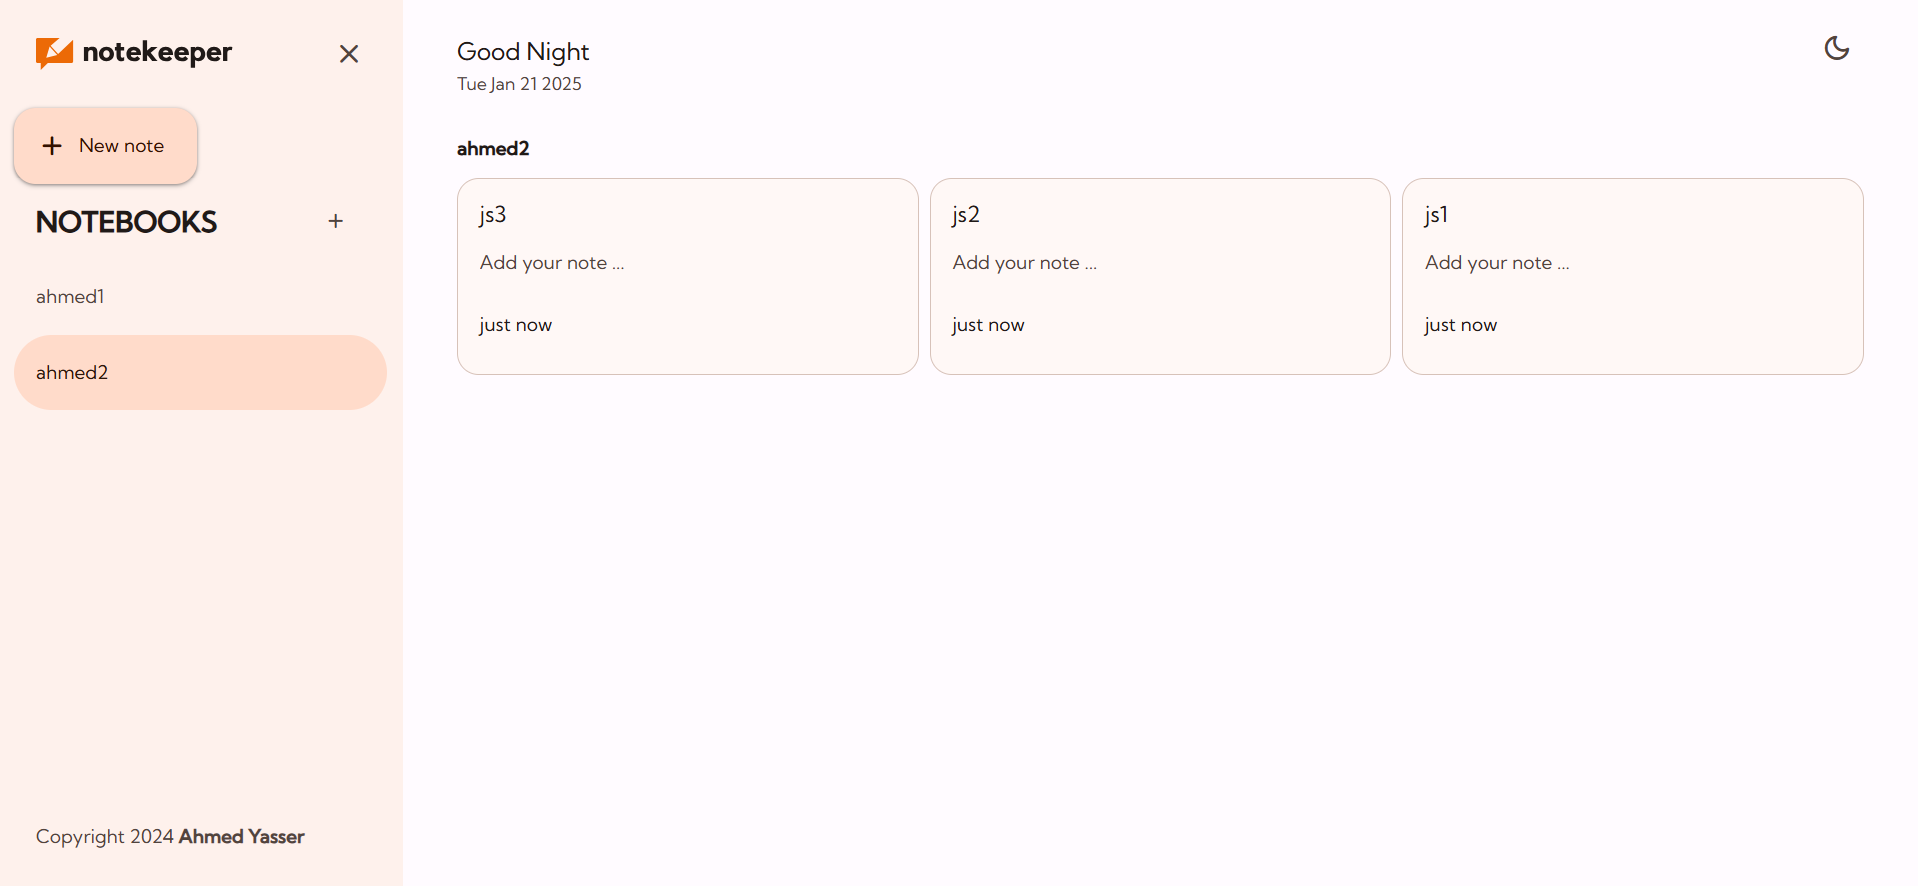 notekeeper
New note
NOTEBOOKS
ahmed1
ahmed2
Copyright 2024 Ahmed Yasser
Good Night
Tue Jan 21 2025
ahmed2
js3
Add your note ...
just now
js2
Add your note ...
just now
js1
Add your note ...
just now